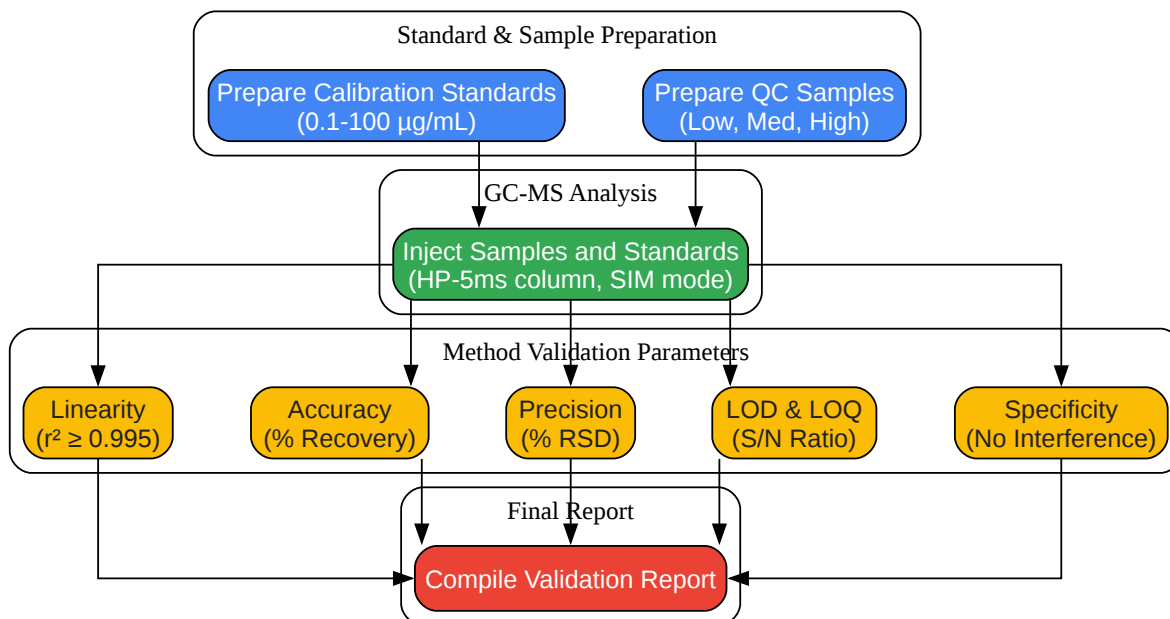 Standard & Sample Preparation
Prepare Calibration Standards
(0.1-100 µg/mL)
Prepare QC Samples
(Low, Med, High)
GC-MS Analysis
Inject Samples and Standards
(HP-5ms column, SIM mode)
Method Validation Parameters
Linearity
(r² ≥ 0.995)
Accuracy
(% Recovery)
Precision
(% RSD)
LOD & LOQ
(S/N Ratio)
Specificity
(No Interference)
Final Report
Compile Validation Report